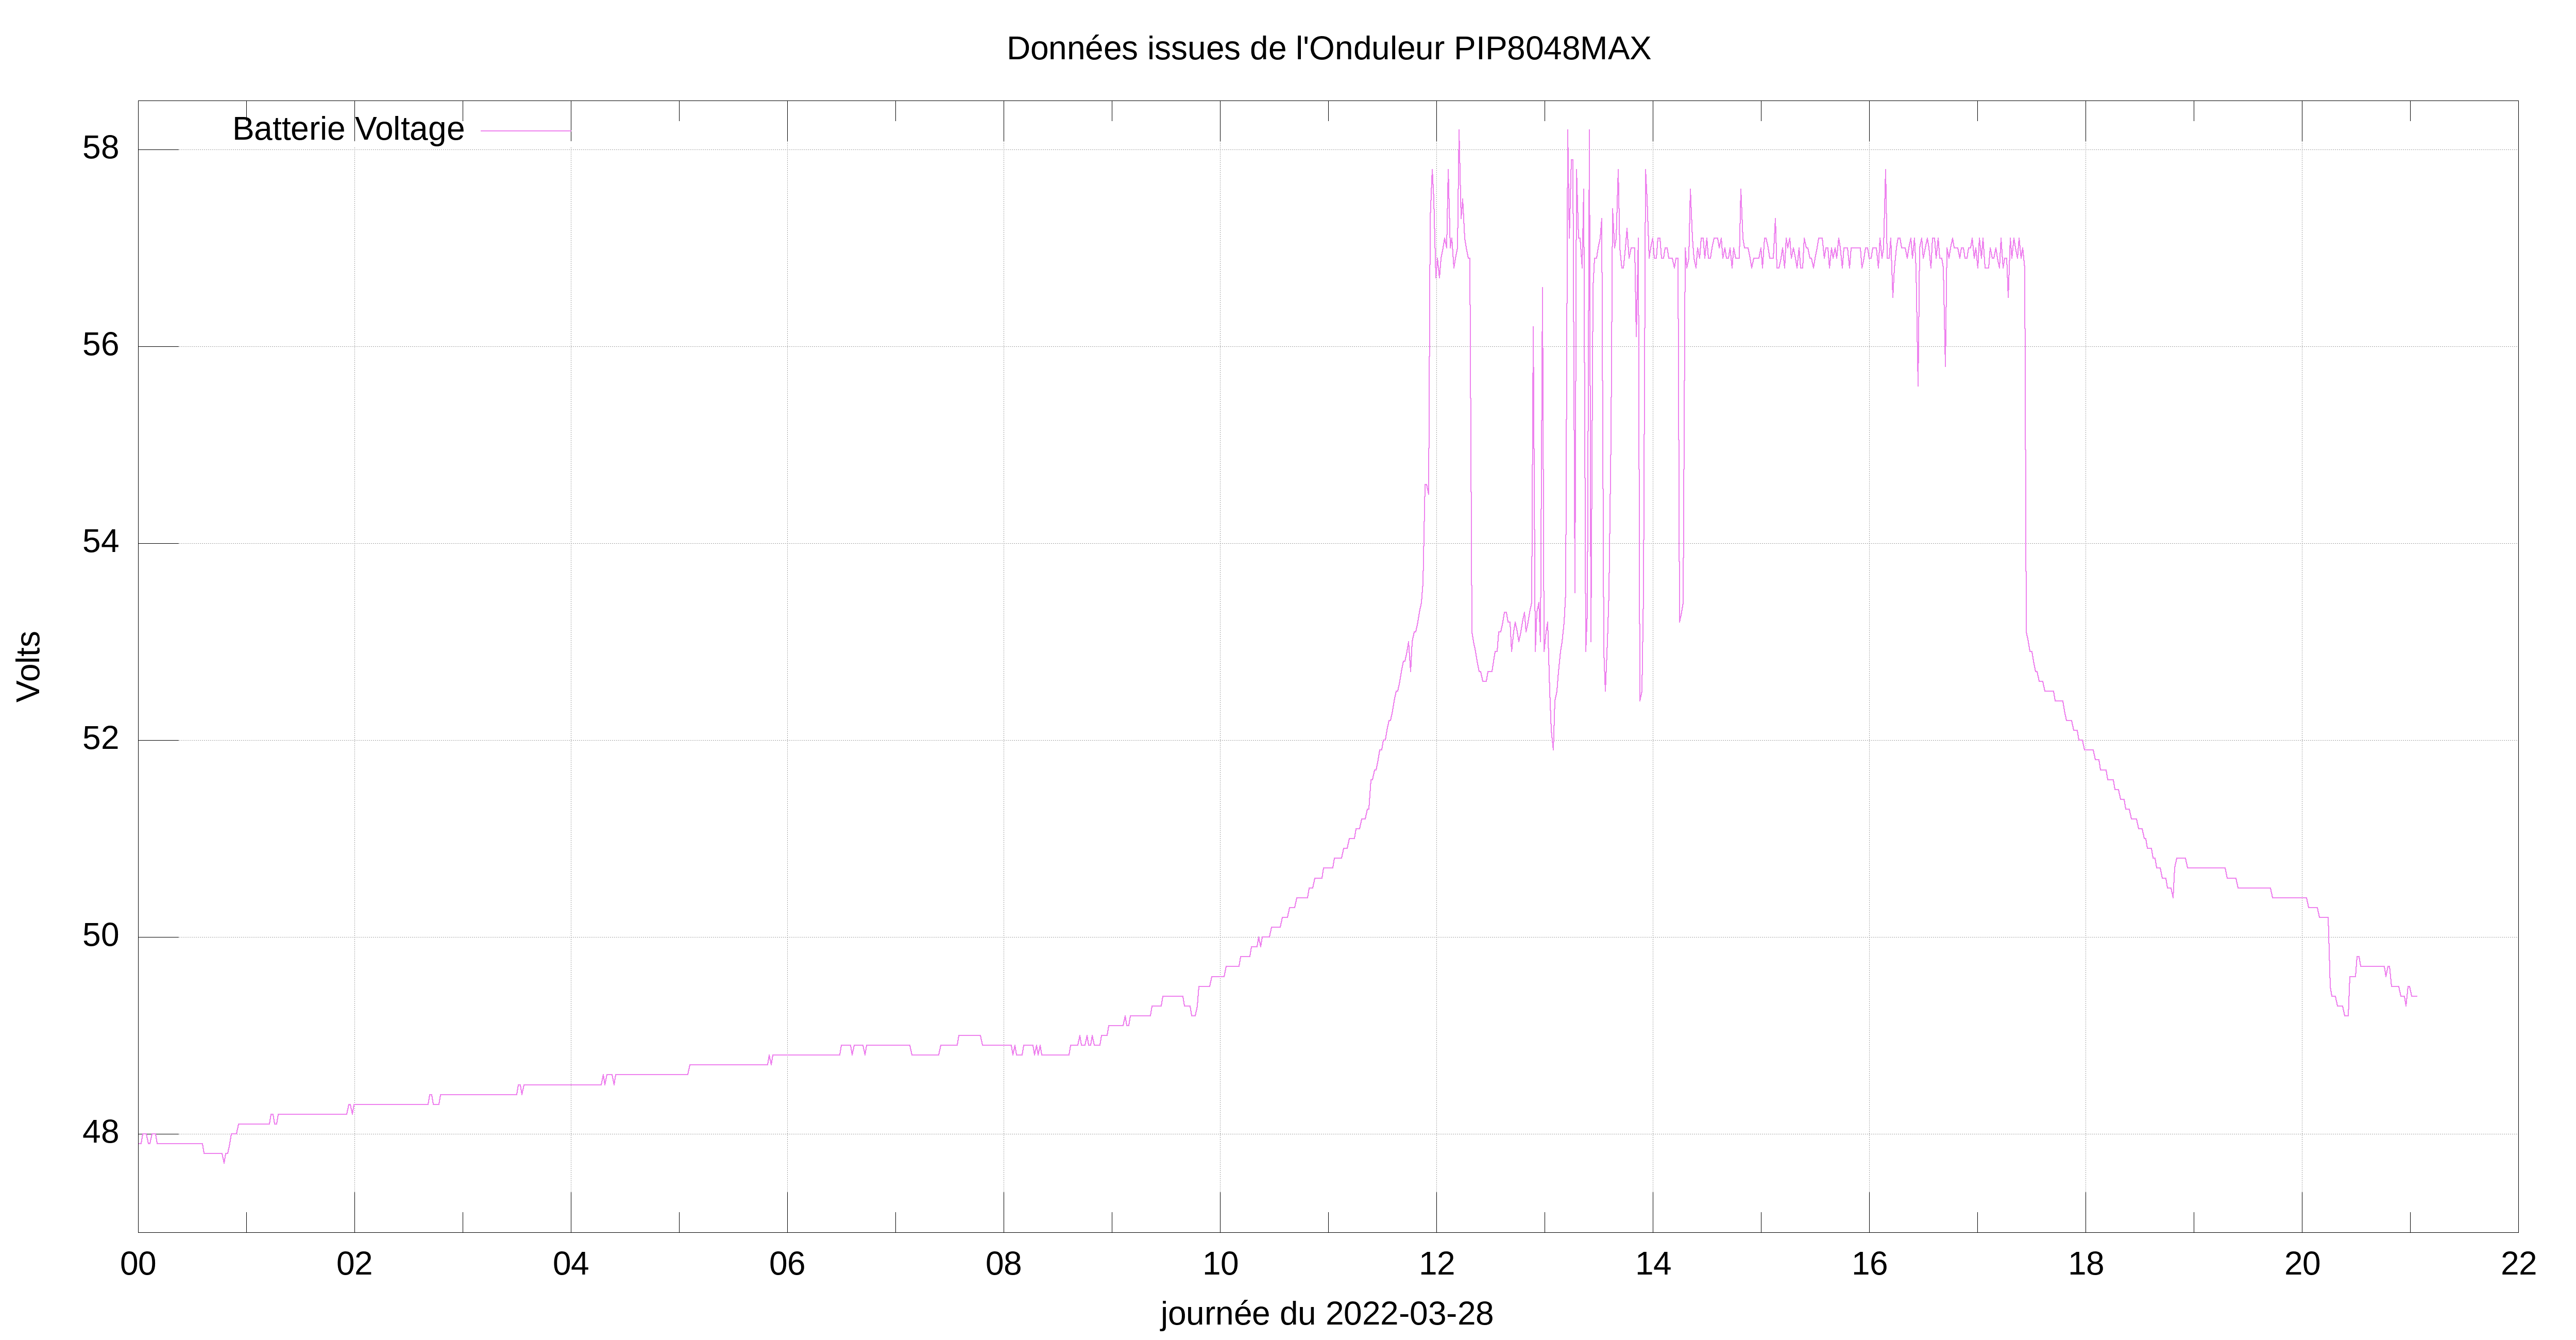 Données issues de l'Onduleur PIP8048MAX
Batterie Voltage
58
56
54
52
50
48
Volts
00 02 04 06 08 10 12 14 16 18 20 22
journée du 2022-03-28